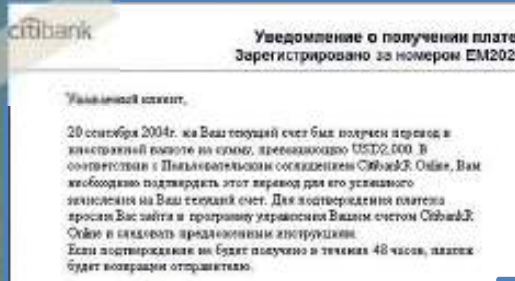 citibank
Уведомление о получении плате
Зарегистрировано за номером EM202
Уважаемый клиент,
20 сентября 2004г. на Ваш текущий счет был получен перевод в
иностранной валюте на сумму, превышающую USD2,000. В
соответствии с Пользовательским соглашением CitibankR Online, Вам
необходимо подтвердить этот перевод для его успешного
зачисления на Ваш текущий счет. Для подтверждения платежа
просим Вас зайти в программу управления Вашим счетом CitibankR
Online и следовать предложенным инструкциям.
Если подтверждение не будет получено в течение 48 часов, платеж
будет возвращен отправителю.